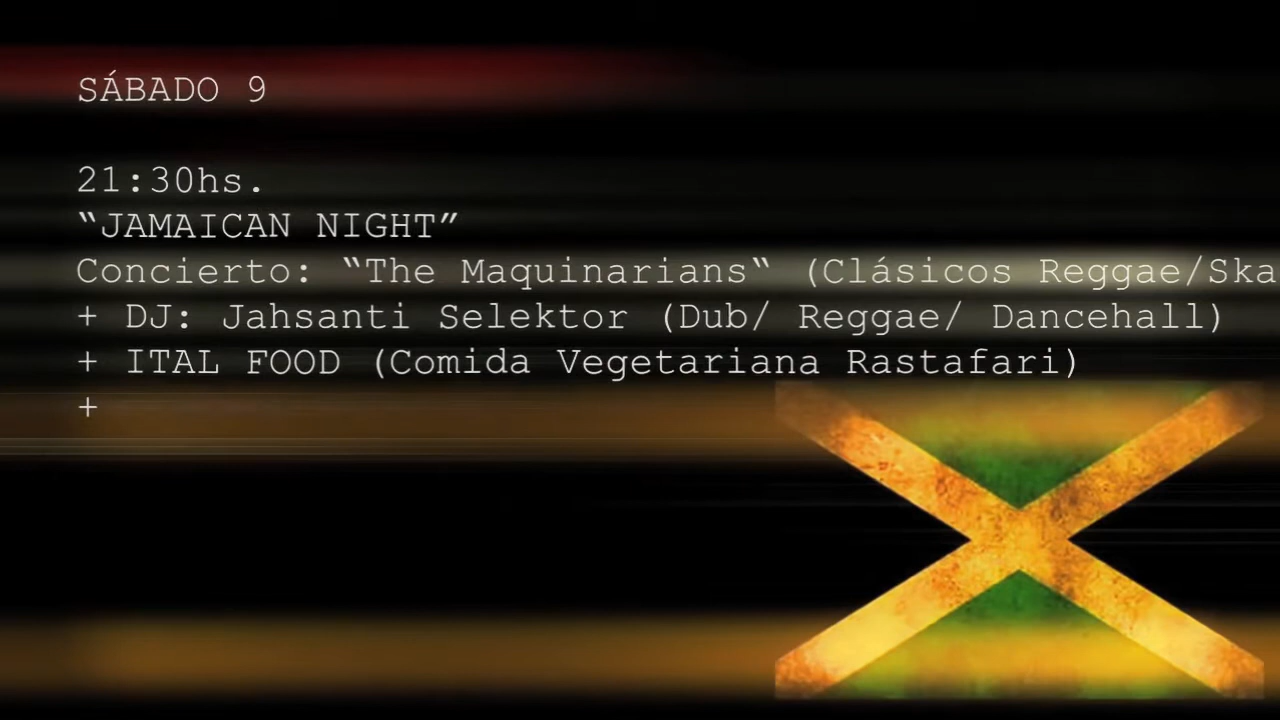 SÁBADO 9
21:30hs.
“JAMAICAN NIGHT”
Concierto: “The Maquinarians“ (Clásicos Reggae/Ska
+ DJ: Jahsanti Selektor (Dub/ Reggae/ Dancehall)
+ ITAL FOOD (Comida Vegetariana Rastafari)
+